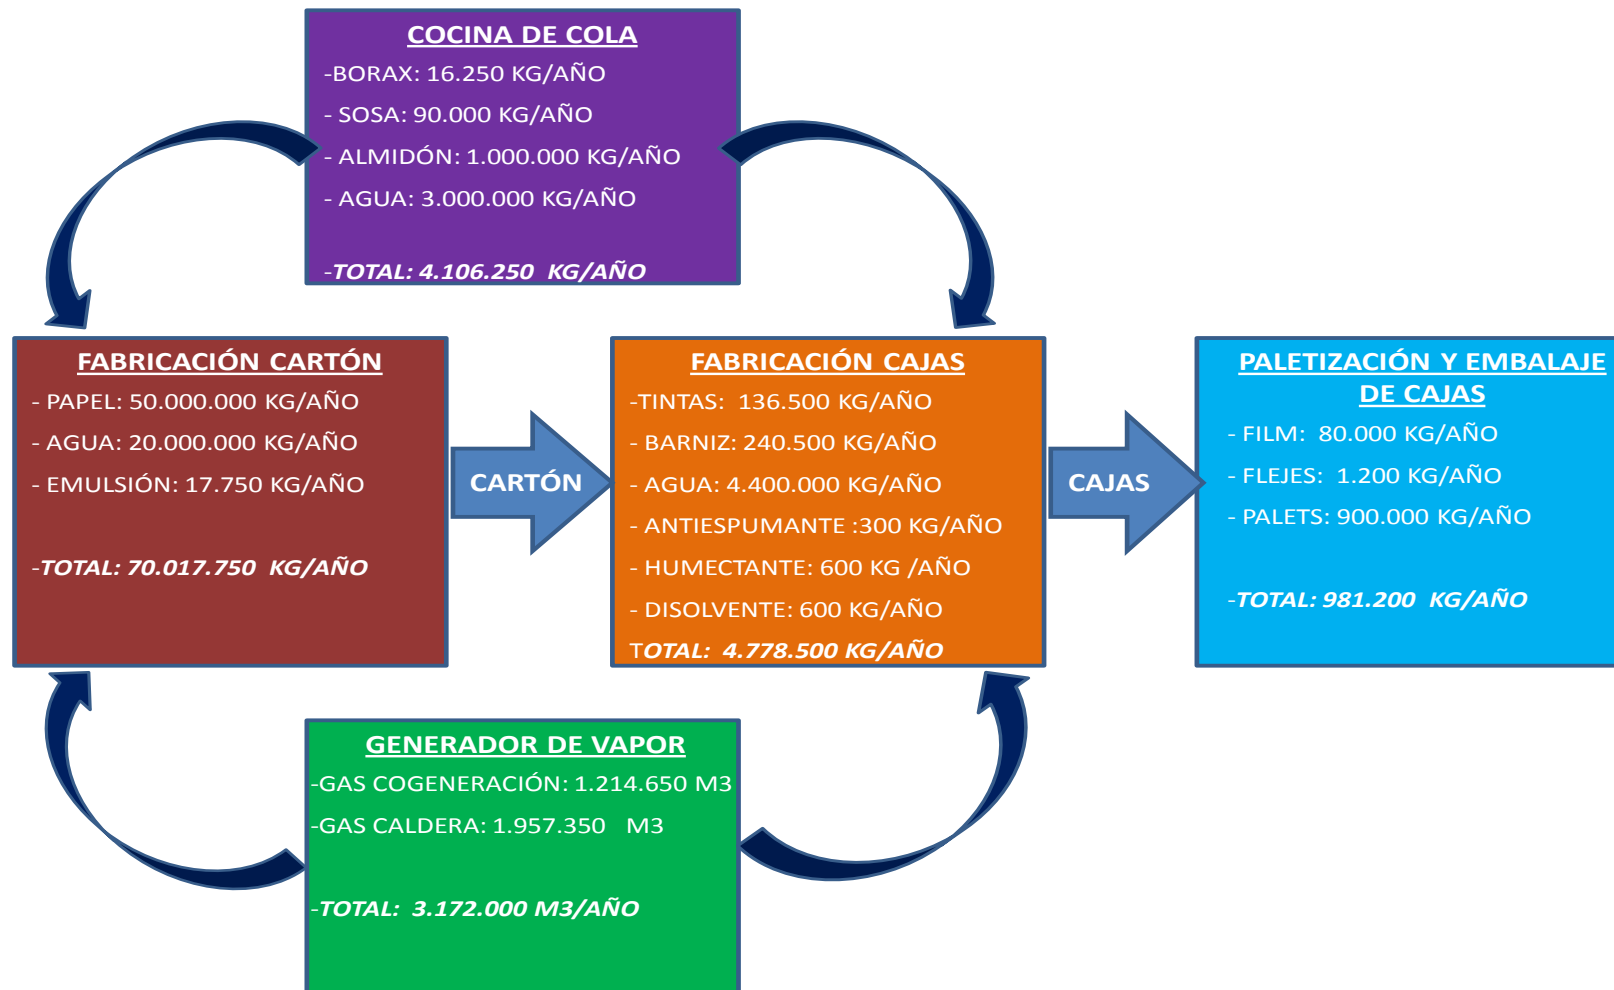 COCINA DE COLA
-BORAX: 16.250 KG/AÑO
- SOSA: 90.000 KG/AÑO
- ALMIDÓN: 1.000.000 KG/AÑO
- AGUA: 3.000.000 KG/AÑO
-TOTAL: 4.106.250 KG/AÑO
FABRICACIÓN CARTÓN
- PAPEL: 50.000.000 KG/AÑO
- AGUA: 20.000.000 KG/AÑO
- EMULSIÓN: 17.750 KG/AÑO
-TOTAL: 70.017.750 KG/AÑO
CARTÓN
FABRICACIÓN CAJAS
-TINTAS: 136.500 KG/AÑO
- BARNIZ: 240.500 KG/AÑO
- AGUA: 4.400.000 KG/AÑO
- ANTIESPUMANTE :300 KG/AÑO
- HUMECTANTE: 600 KG /AÑO
- DISOLVENTE: 600 KG/AÑO
TOTAL: 4.778.500 KG/AÑO
CAJAS
PALETIZACIÓN Y EMBALAJE
DE CAJAS
- FILM: 80.000 KG/AÑO
- FLEJES: 1.200 KG/AÑO
- PALETS: 900.000 KG/AÑO
-TOTAL: 981.200 KG/AÑO
GENERADOR DE VAPOR
-GAS COGENERACIÓN: 1.214.650 M3
-GAS CALDERA: 1.957.350 M3
-TOTAL: 3.172.000 M3/AÑO